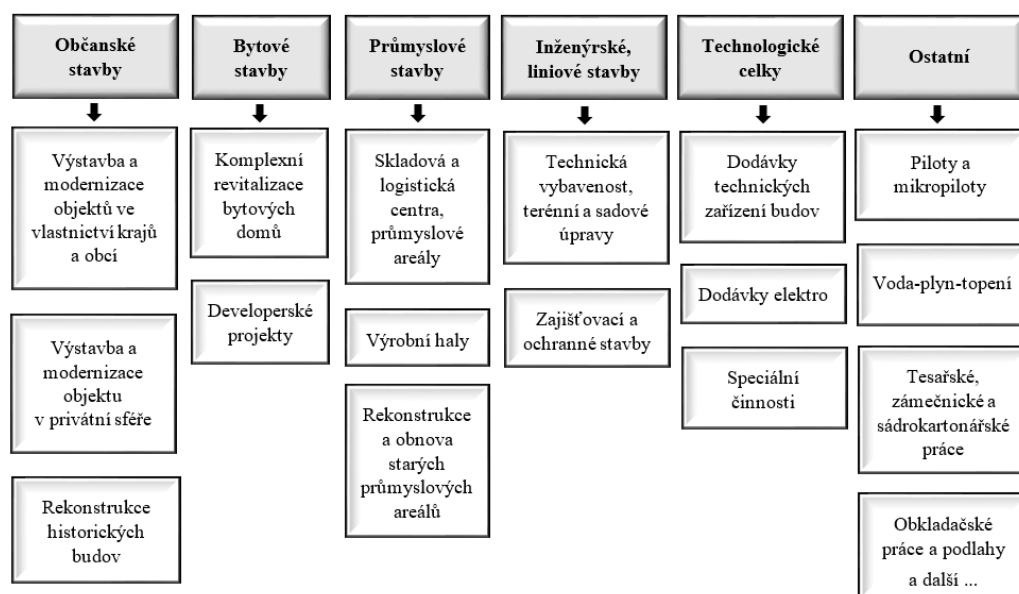 Občanské
stavby
Výstavba a
modernizace
objektů ve
vlastnictví krajů
a obcí
Výstavba a
modernizace
objektu
v privátní sféře
Rekonstrukce
historických
budov
Bytové
stavby
Komplexní
revitalizace
bytových
domů
Developerské
projekty
Průmyslové
stavby
Skladová a
logistická
centra,
průmyslové
areály
Výrobní haly
Rekonstrukce
a obnova
starých
průmyslových
areálů
Inženýrské,
liniové stavby
Technická
vybavenost,
terénní a sadové
úpravy
Zajišťovací a
ochranné stavby
Technologické
celky
Dodávky
technických
zařízení budov
Dodávky elektro
Speciální
činnosti
Ostatní
Piloty a
mikropiloty
Voda-plyn-topení
Tesařské,
zámečnické a
sádrokartonářské
práce
Obkladačské
práce a podlahy
a další ...